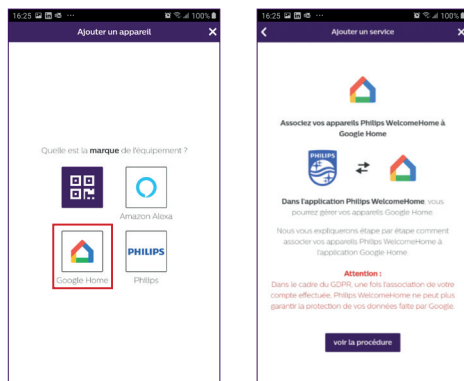 16:25 ... 100%
Ajouter un appareil
Quelle est la marque de l'équipement ?
Amazon Alexa
PHILIPS
Google Home
Philips
16:25 ... 100%
Ajouter un service
Associez vos appareils Philips WelcomeHome à
Google Home
PHILIPS
Dans l'application Philips WelcomeHome, vous
pourrez gérer vos appareils Google Home.
Nous vous expliquerons étape par étape comment
associer vos appareils Philips WelcomeHome à
l'application Google Home.
Attention :
Dans le cadre du GDPR, une fois l'association de votre
compte effectuée, Philips WelcomeHome ne peut plus
garantir la protection de vos données faite par Google.
voir la procédure